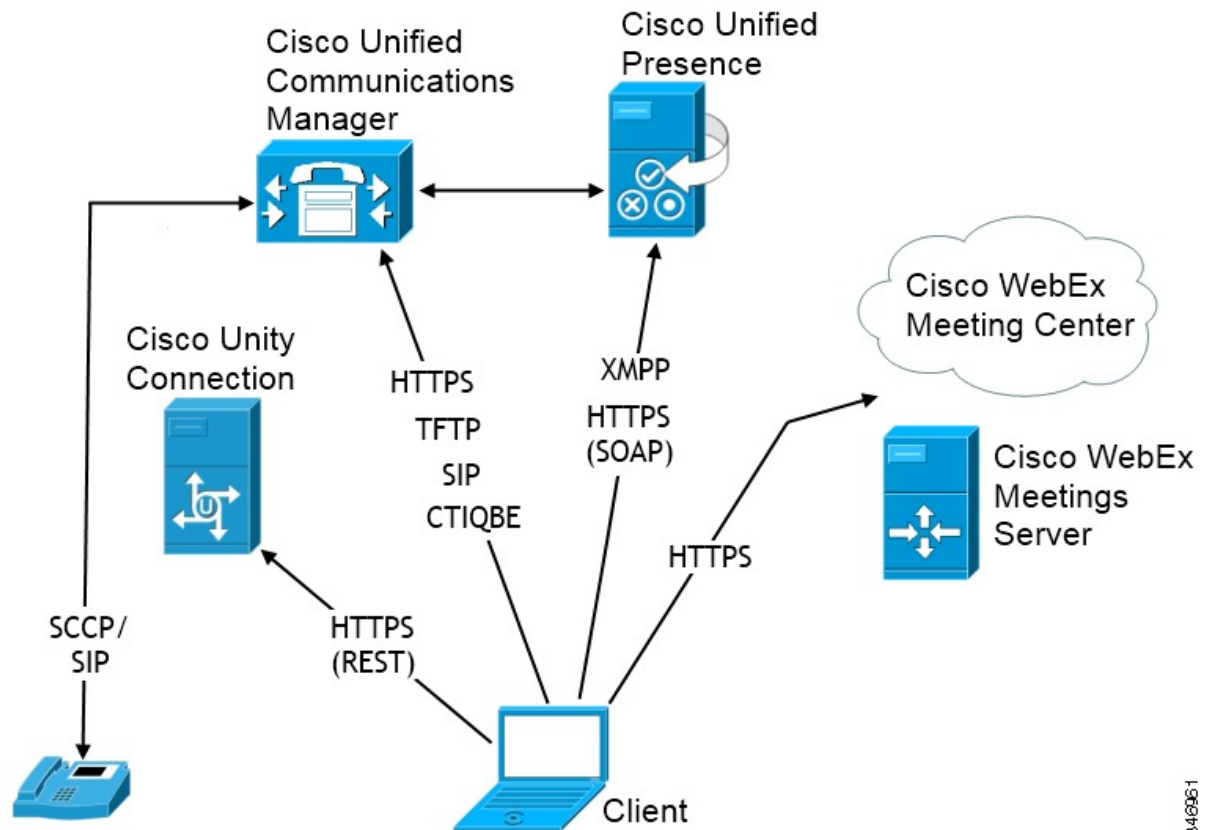 Cisco Unified
Communications
Manager
Cisco Unified
Presence
Cisco WebEx
Meeting Center
Cisco Unity
Connection
HTTPS
TFTP
SIP
CTIQBE
XMPP
HTTPS
(SOAP)
Cisco WebEx
Meetings
Server
HTTPS
SCCP/
SIP
HTTPS
(REST)
U
Client
346961